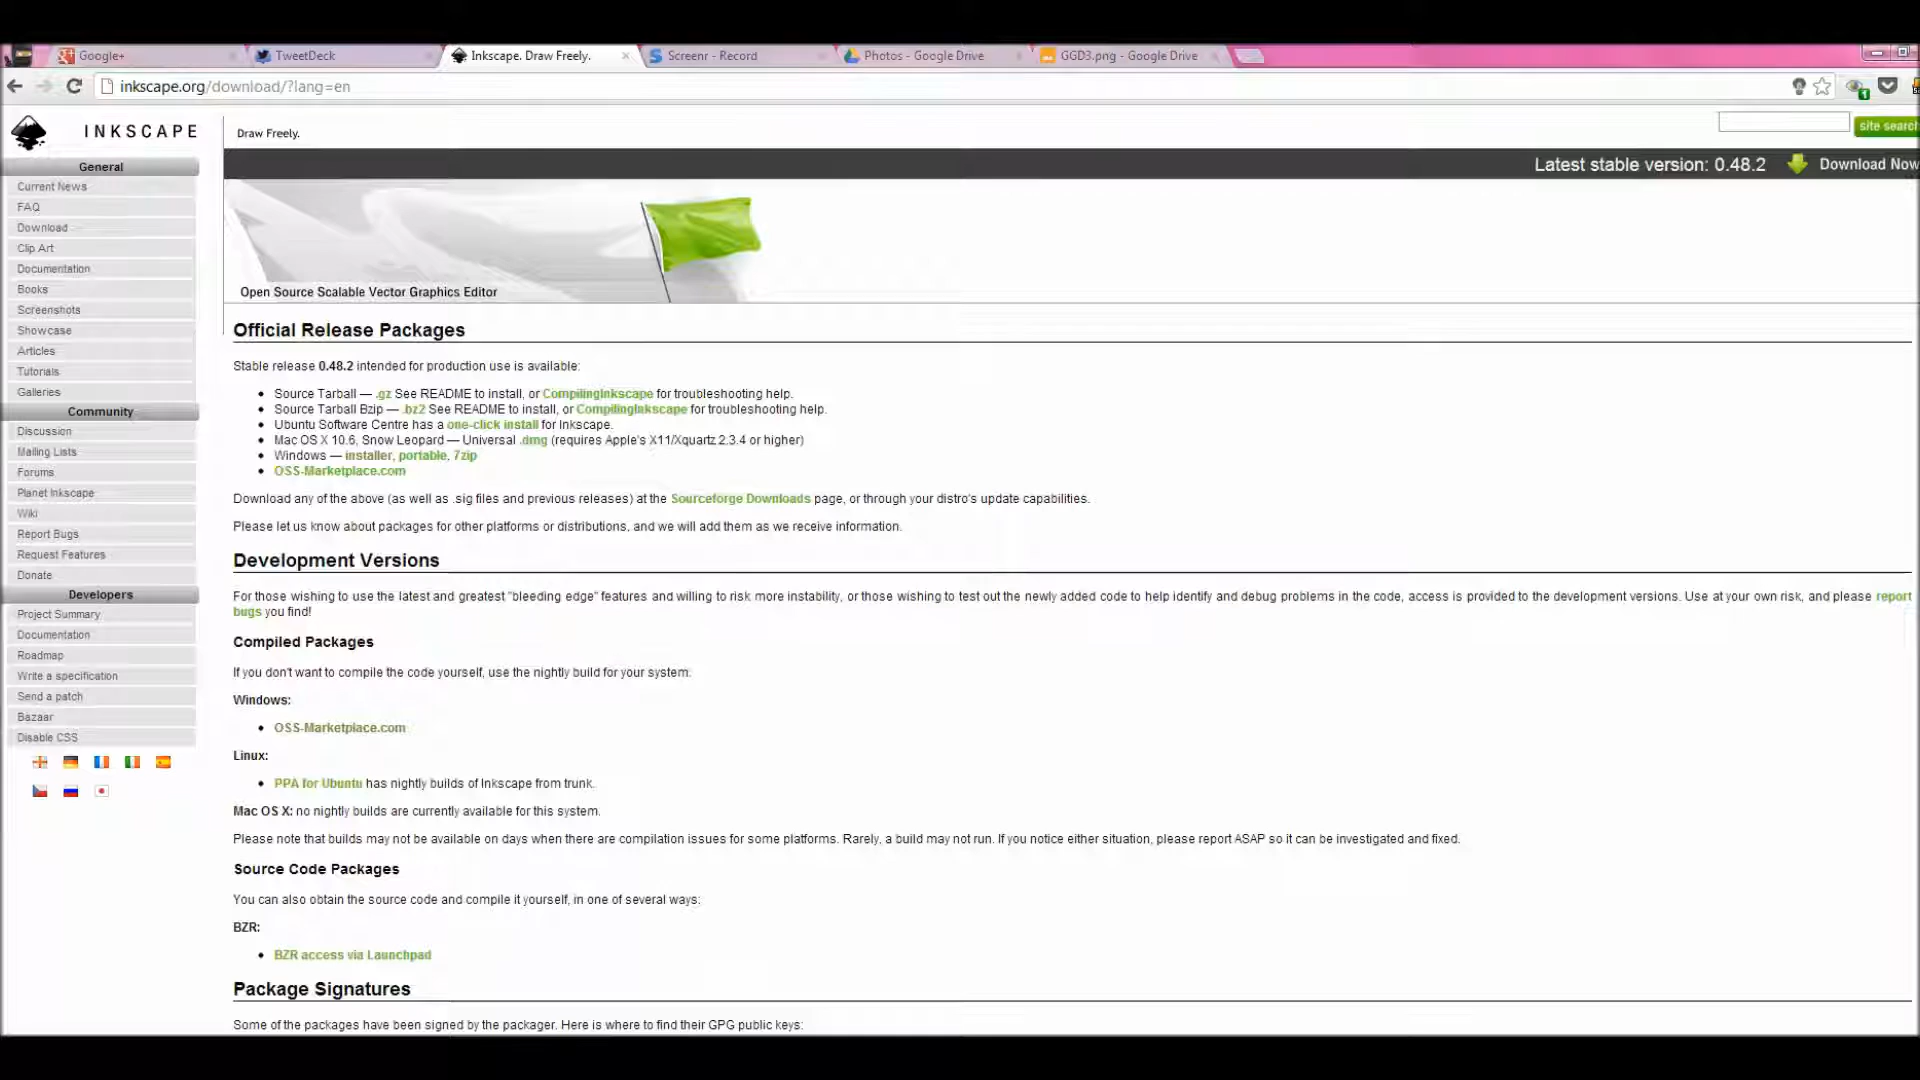 Google+
TweetDeck
Inkscape. Draw Freely.
Screenr - Record
Photos - Google Drive
GGD3.png - Google Drive
inkscape.org/download/?lang=en
1
INKSCAPE
Draw Freely.
site search
General
Latest stable version: 0.48.2
Download Now
Current News
FAQ
Download
Clip Art
Documentation
Books
Screenshots
Showcase
Articles
Tutorials
Galleries
Community
Discussion
Mailing Lists
Forums
Planet Inkscape
Wiki
Report Bugs
Request Features
Donate
Developers
Project Summary
Documentation
Roadmap
Write a specification
Send a patch
Bazaar
Disable CSS
Open Source Scalable Vector Graphics Editor
Official Release Packages
Stable release 0.48.2 intended for production use is available:
• Source Tarball — .gz See README to install, or CompilingInkscape for troubleshooting help.
• Source Tarball Bzip — .bz2 See README to install, or CompilingInkscape for troubleshooting help.
• Ubuntu Software Centre has a one-click install for Inkscape.
• Mac OS X 10.6, Snow Leopard — Universal .dmg (requires Apple's X11/Xquartz 2.3.4 or higher)
• Windows — installer, portable, 7zip
• OSS-Marketplace.com
Download any of the above (as well as .sig files and previous releases) at the Sourceforge Downloads page, or through your distro's update capabilities.
Please let us know about packages for other platforms or distributions, and we will add them as we receive information.
Development Versions
For those wishing to use the latest and greatest "bleeding edge" features and willing to risk more instability, or those wishing to test out the newly added code to help identify and debug problems in the code, access is provided to the development versions. Use at your own risk, and please report
bugs you find!
Compiled Packages
If you don't want to compile the code yourself, use the nightly build for your system:
Windows:
• OSS-Marketplace.com
Linux:
• PPA for Ubuntu has nightly builds of Inkscape from trunk.
Mac OS X: no nightly builds are currently available for this system.
Please note that builds may not be available on days when there are compilation issues for some platforms. Rarely, a build may not run. If you notice either situation, please report ASAP so it can be investigated and fixed.
Source Code Packages
You can also obtain the source code and compile it yourself, in one of several ways:
BZR:
• BZR access via Launchpad
Package Signatures
Some of the packages have been signed by the packager. Here is where to find their GPG public keys: